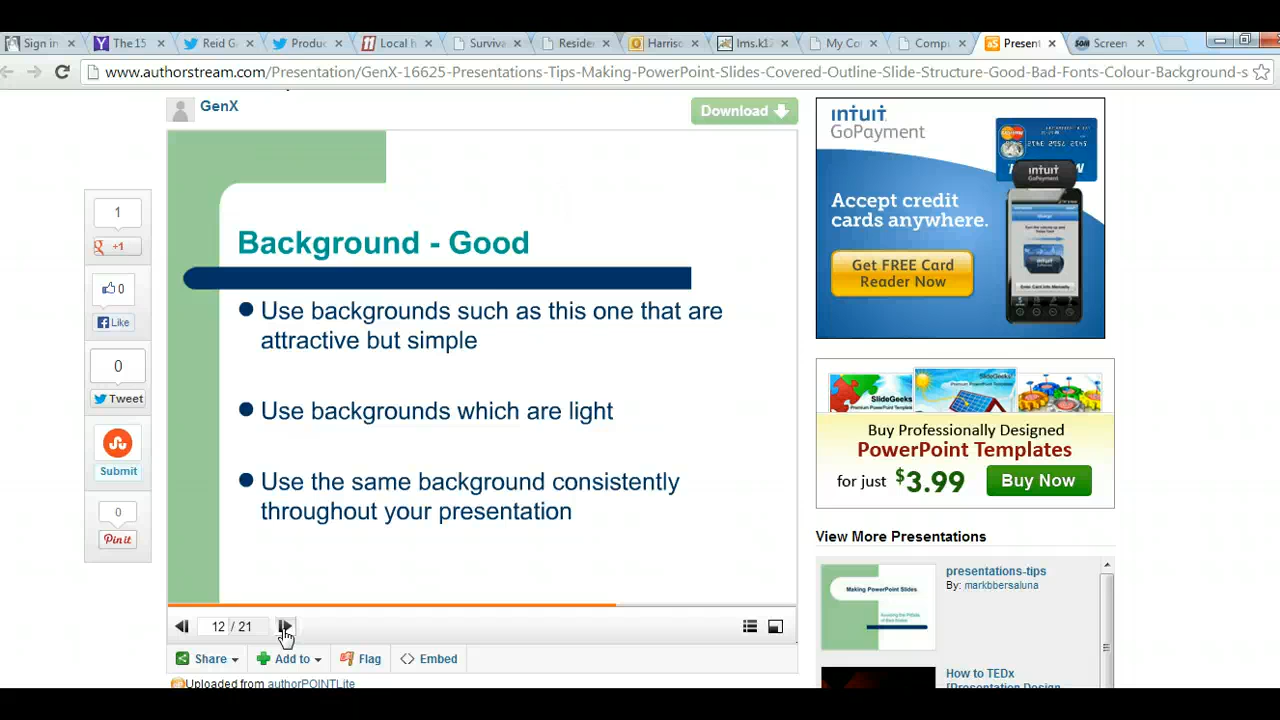 Sign in
The 15
Reid G
Produc
Local h
Surviva
Reside
Harriso
lms.k12
My Co
Compu
Present
Screen
www.authorstream.com/Presentation/GenX-16625-Presentations-Tips-Making-PowerPoint-Slides-Covered-Outline-Slide-Structure-Good-Bad-Fonts-Colour-Background-s
GenX
Download
1
+1
0
Like
0
Tweet
Submit
0
Pin it
Background - Good
Use backgrounds such as this one that are
attractive but simple
Use backgrounds which are light
Use the same background consistently
throughout your presentation
12 / 21
Share
Add to
Flag
Embed
Uploaded from authorPOINTLite
INTUIT
GoPayment
Accept credit
cards anywhere.
Get FREE Card
Reader Now
INTUIT
SlideGeeks
Buy Professionally Designed
PowerPoint Templates
for just $3.99 Buy Now
View More Presentations
Making PowerPoint Slides
presentations-tips
By: markbbersaluna
How to TEDx
[Presentation Design